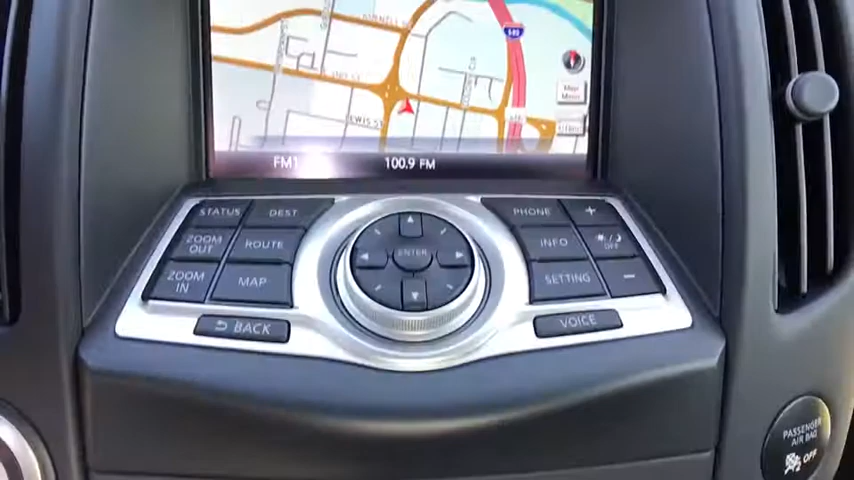 680
Map
Menu
LEWIS ST
FM1
100.9 FM
STATUS
DEST
PHONE
+
ZOOM
OUT
ROUTE
ENTER
INFO
OFF
ZOOM
IN
MAP
SETTING
–
BACK
VOICE
PASSENGER
AIR BAG
OFF